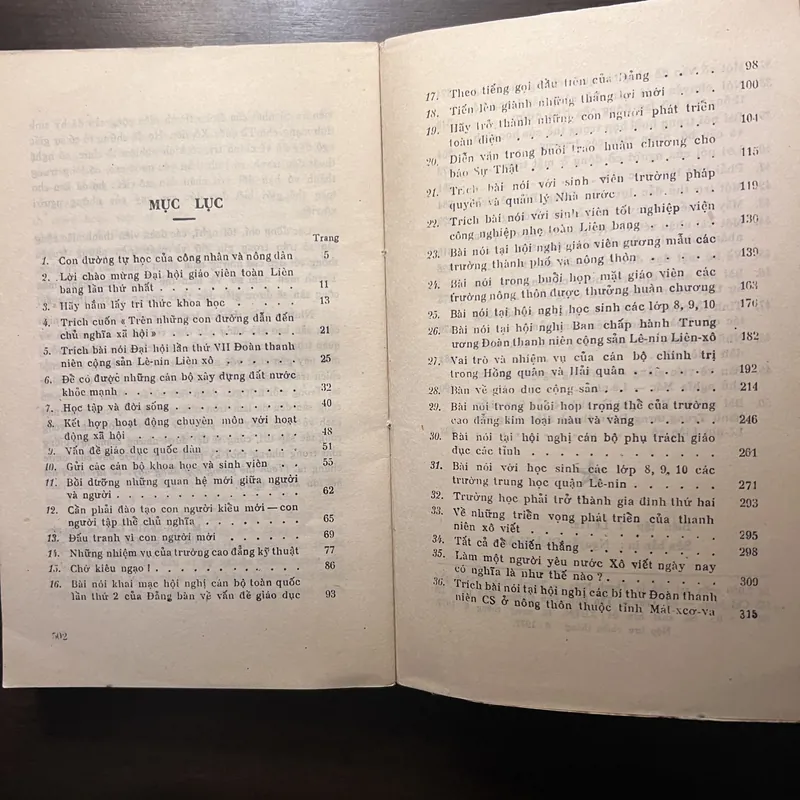 MỤC LỤC
Trang
1. Con đường tự học của công nhân và nông dân 5
2. Lời chào mừng Đại hội giáo viên toàn Liên
bang lần thứ nhất . . . . . . . . 11
3. Hãy nắm lấy tri thức khoa học . . . . . 13
4. Trích cuốn « Trên những con đường dẫn đến
chủ nghĩa xã hội » . . . . . . . . 21
5. Trích bài nói Đại hội lần thứ VII Đoàn thanh
niên cộng sản Lê-nin Liên xô . . . . . . 25
6. Để có được những cán bộ xây dựng đất nước
khỏe mạnh . . . . . . . . . . 32
7. Học tập và đời sống . . . . . . . . 40
8. Kết hợp hoạt động chuyên môn với hoạt
động xã hội . . . . . . . . . . 48
9. Vấn đề giáo dục quốc dân . . . . . . 51
10. Gửi các cán bộ khoa học và sinh viên . . 55
11. Bồi dưỡng những quan hệ mới giữa người
và người . . . . . . . . . . . 62
12. Cần phải đào tạo con người kiểu mới — con
người tập thể chủ nghĩa . . . . . . . 65
13. Đấu tranh vì con người mới . . . . . 69
14. Những nhiệm vụ của trường cao đẳng kỹ thuật 77
15. Chớ kiêu ngạo ! . . . . . . . . . 86
16. Bài nói khai mạc hội nghị cán bộ toàn quốc
lần thứ 2 của Đảng bàn về vấn đề giáo dục 93
502
17. Theo tiếng gọi đầu tiên của Đảng . . . . 98
18. Tiến lên giành những thắng lợi mới . . . . 100
19. Hãy trở thành những con người phát triển
toàn diện . . . . . . . . . . . 104
20. Diễn văn trong buổi trao huân chương cho
báo Sự Thật . . . . . . . . . . 115
21. Trích bài nói với sinh viên trường pháp
quyền và quản lý Nhà nước . . . . . . 119
22. Trích bài nói với sinh viên tốt nghiệp viện
công nghiệp nhẹ toàn Liên bang . . . . . 136
23. Bài nói tại hội nghị giáo viên gương mẫu các
trường thành phố và nông thôn . . . . . 139
24. Bài nói trong buổi họp mặt giáo viên các
trường nông thôn được thưởng huân chương 163
25. Bài nói tại hội nghị học sinh các lớp 8, 9, 10 176
26. Bài nói tại hội nghị Ban chấp hành Trung
ương Đoàn thanh niên cộng sản Lê-nin Liên-xô 182
27. Vai trò và nhiệm vụ của cán bộ chính trị
trong Hồng quân và Hải quân . . . . . 192
28. Bàn về giáo dục cộng sản . . . . . . . 214
29. Bài nói trong buổi họp trọng thể của trường
cao đẳng kim loại màu và vàng . . . . . 246
30. Bài nói tại hội nghị cán bộ phụ trách giáo
dục các tỉnh . . . . . . . . . . 261
31. Bài nói với học sinh các lớp 8, 9, 10 các
trường trung học quận Lê-nin . . . . . 271
32. Trường học phải trở thành gia đình thứ hai 293
33. Về những triển vọng phát triển của thanh
niên xô viết . . . . . . . . . . 295
34. Tất cả để chiến thắng . . . . . . . 298
35. Làm một người yêu nước Xô viết ngày nay
có nghĩa là như thế nào ? . . . . . . . 309
36. Trích bài nói tại hội nghị các bí thư Đoàn thanh
niên CS ở nông thôn thuộc tỉnh Mát-xcơ-va 315